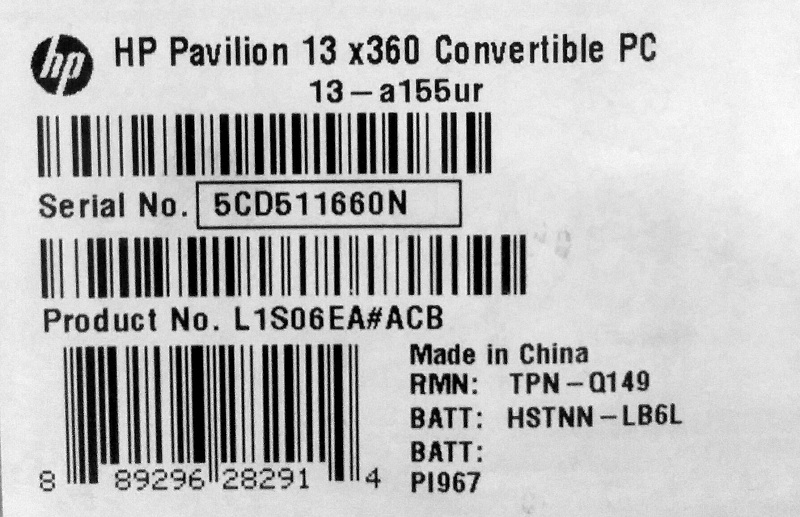 hp
HP Pavilion 13 x360 Convertible PC
13-a155ur
Serial No. 5CD511660N
Product No. L1S06EA#ACB
8 89296 28291 4
Made in China
RMN: TPN-Q149
BATT: HSTNN-LB6L
BATT:
PI967